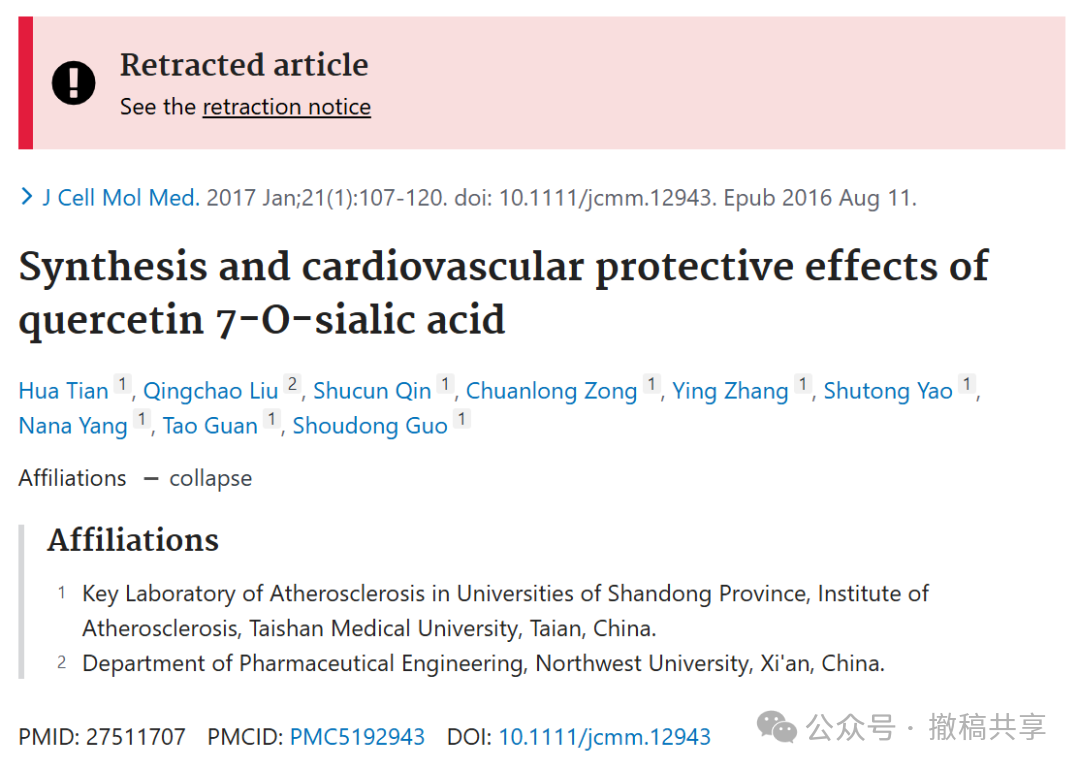 Retracted article
See the retraction notice
J Cell Mol Med. 2017 Jan;21(1):107-120. doi: 10.1111/jcmm.12943. Epub 2016 Aug 11.
Synthesis and cardiovascular protective effects of
quercetin 7-O-sialic acid
Hua Tian 1, Qingchao Liu 2, Shucun Qin 1, Chuanlong Zong 1, Ying Zhang 1, Shutong Yao 1,
Nana Yang 1, Tao Guan 1, Shoudong Guo 1
Affiliations − collapse
Affiliations
1 Key Laboratory of Atherosclerosis in Universities of Shandong Province, Institute of
Atherosclerosis, Taishan Medical University, Taian, China.
2 Department of Pharmaceutical Engineering, Northwest University, Xi'an, China.
PMID: 27511707 PMCID: PMC5192943 DOI: 10.1111/jcmm.12943
公众号 · 撤稿共享